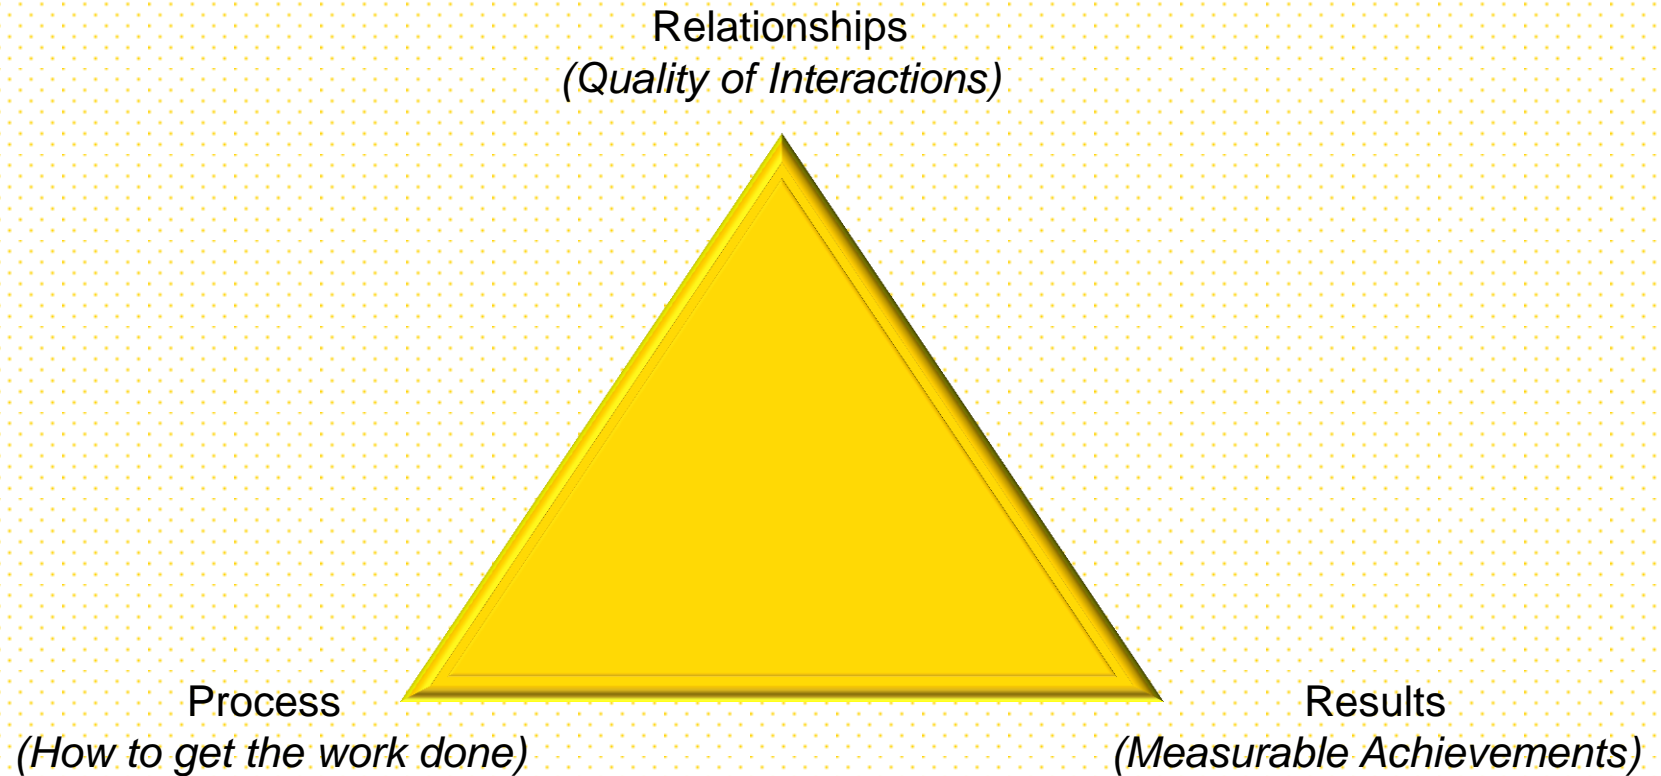 Relationships
(Quality of Interactions)
Process
(How to get the work done)
Results
(Measurable Achievements)